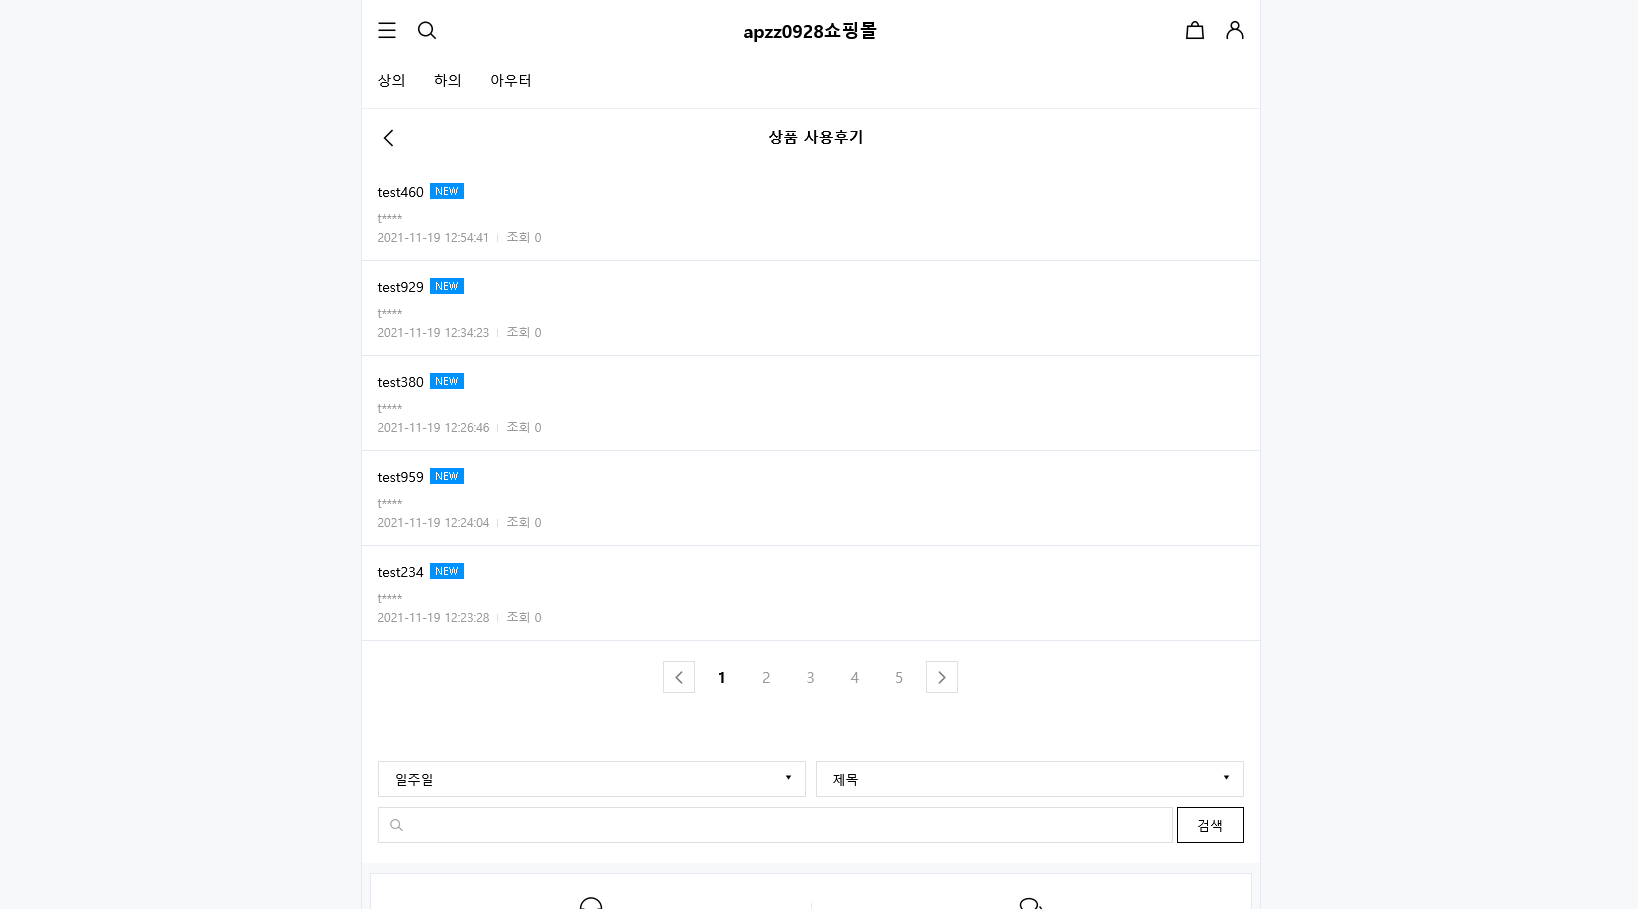 apzz0928쇼핑몰
상의 하의 아우터
상품 사용후기
test460 NEW
t****
2021-11-19 12:54:41 조회 0
test929 NEW
t****
2021-11-19 12:34:23 조회 0
test380 NEW
t****
2021-11-19 12:26:46 조회 0
test959 NEW
t****
2021-11-19 12:24:04 조회 0
test234 NEW
t****
2021-11-19 12:23:28 조회 0
1 2 3 4 5
일주일 제목
검색